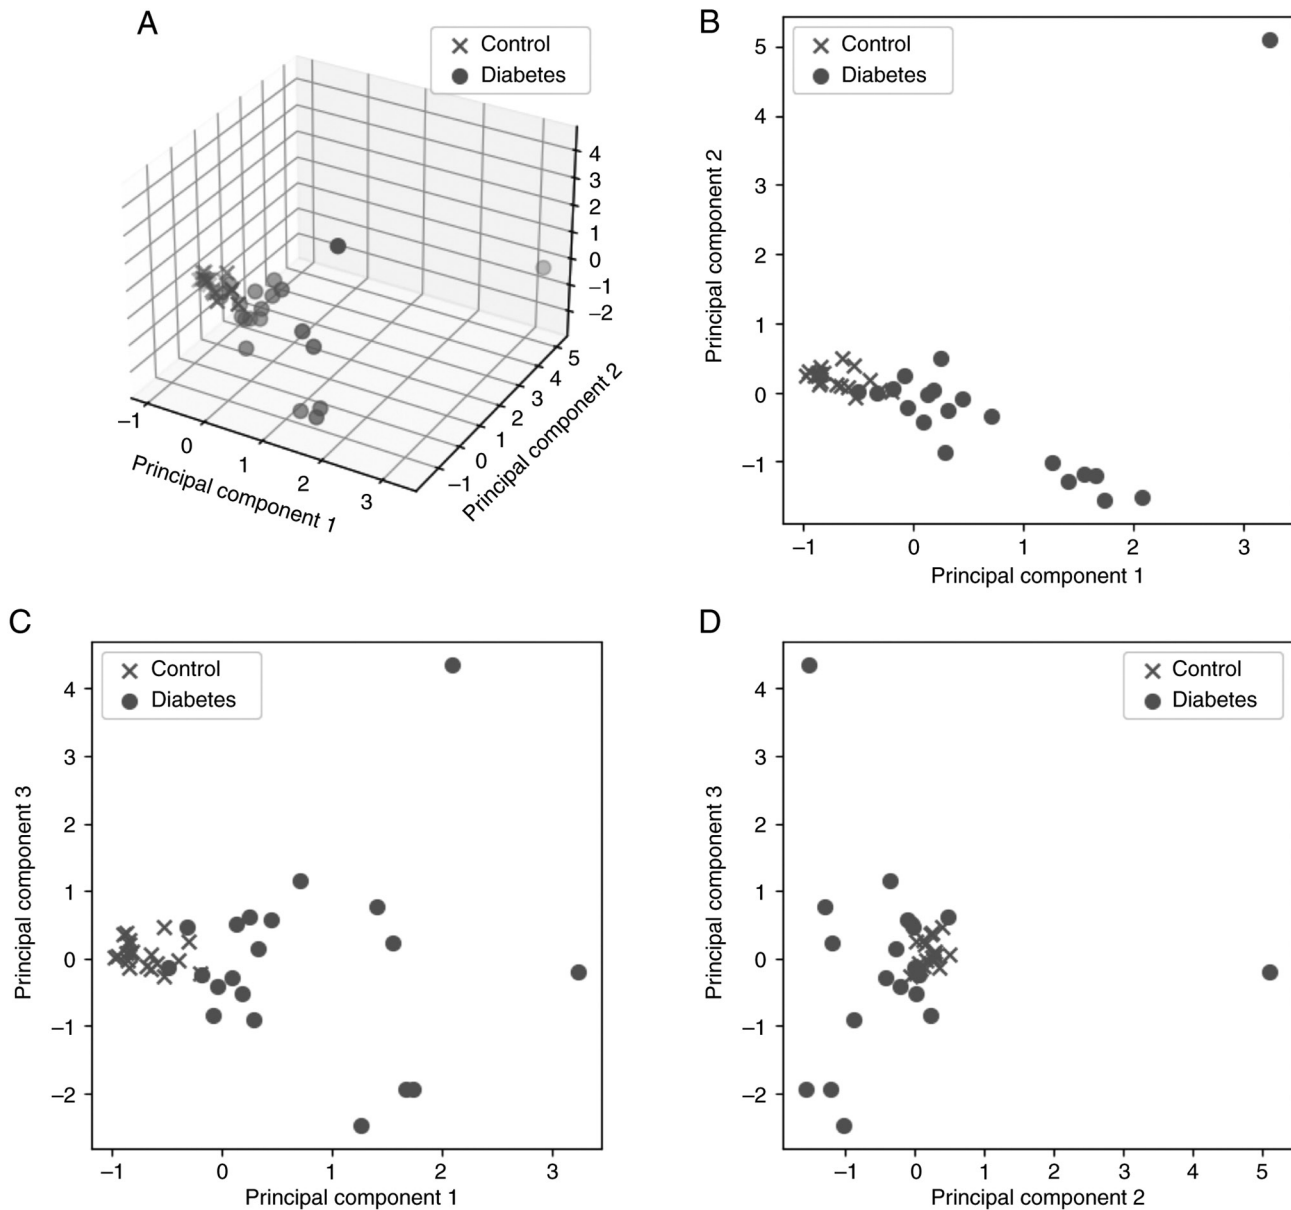 A
Control
Diabetes
4
3
2
1
0
−1
−2
5
4
3
2
1
0
−1
−1
0
1
2
3
Principal component 1
Principal component 2
B
Control
Diabetes
5
4
3
2
1
0
−1
Principal component 2
−1
0
1
2
3
Principal component 1
C
Control
Diabetes
4
3
2
1
0
−1
−2
Principal component 3
−1
0
1
2
3
Principal component 1
D
Control
Diabetes
4
3
2
1
0
−1
−2
Principal component 3
−1
0
1
2
3
4
5
Principal component 2